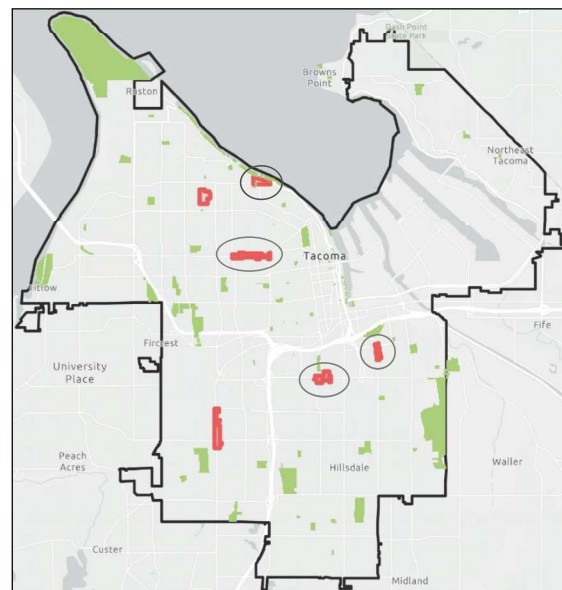 Dash Point
State Park
Browns
Point
Ruston
Northeast
Tacoma
Tacoma
Titlow
Fife
Fircrest
University
Place
Peach
Acres
Hillsdale
Waller
Custer
Midland